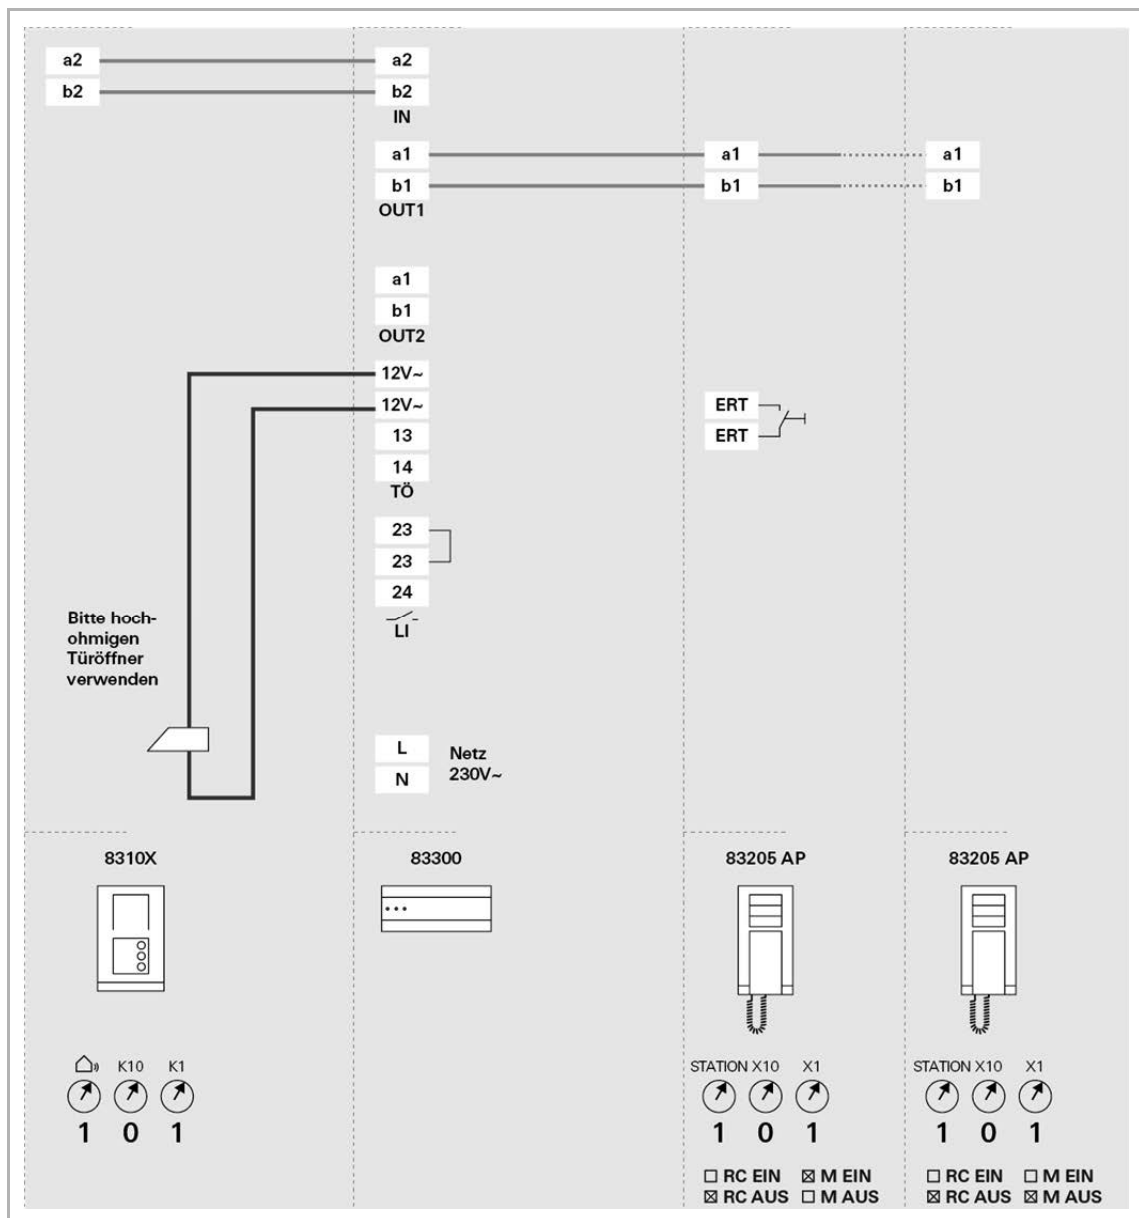 a2
b2
a2
b2
IN
a1
b1
OUT1
a1
b1
a1
b1
a1
b1
OUT2
12V~
12V~
13
14
TÖ
ERT
ERT
23
23
24
LI
Bitte hoch-
ohmigen
Türöffner
verwenden
L
N
Netz
230V~
8310X
83300
83205 AP
83205 AP
K10 K1
1 0 1
STATION X10 X1
1 0 1
☐ RC EIN ☒ M EIN
☒ RC AUS ☐ M AUS
STATION X10 X1
1 0 1
☐ RC EIN ☐ M EIN
☒ RC AUS ☒ M AUS